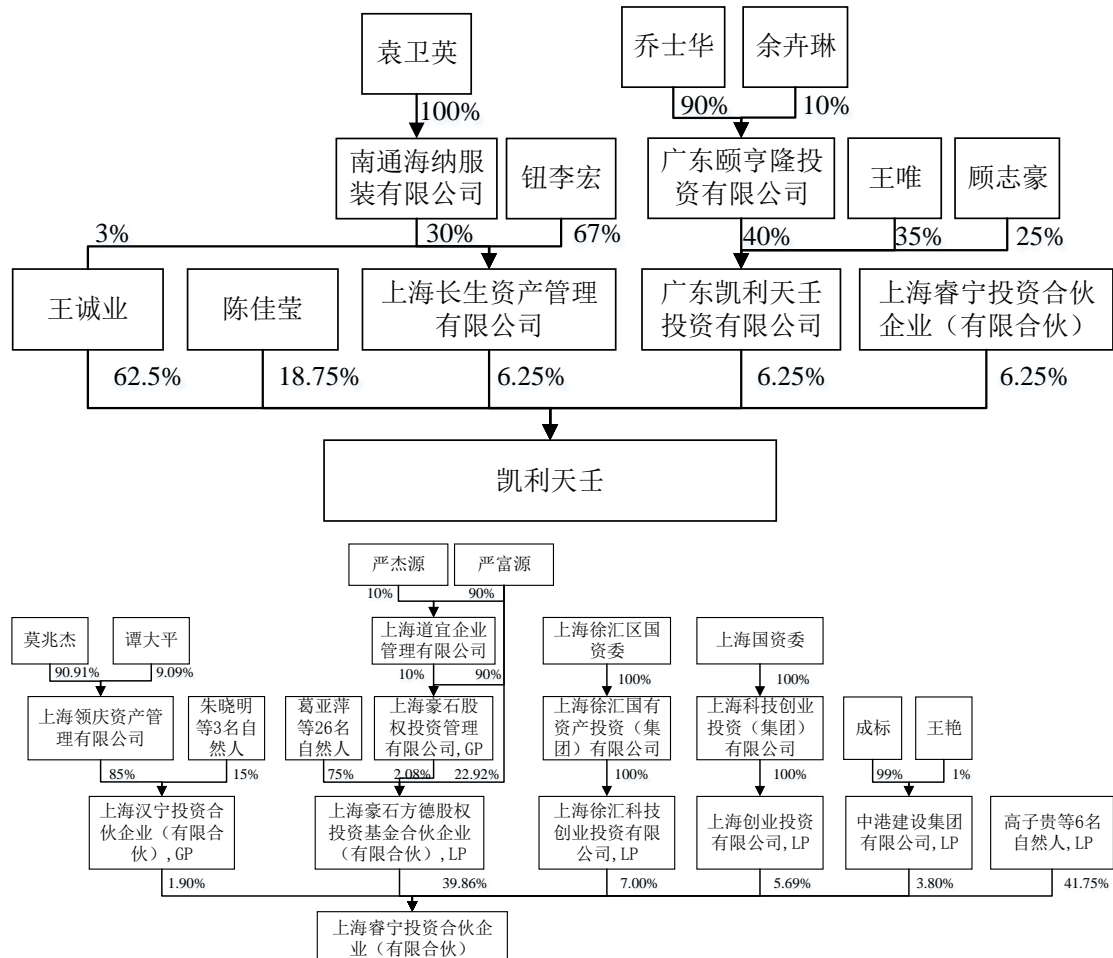 袁卫英
乔士华
余卉琳
100%
90%
10%
南通海纳服
装有限公司
钮李宏
广东颐亨隆投
资有限公司
王唯
顾志豪
3%
30%
67%
40%
35%
25%
王诚业
陈佳莹
上海长生资产管理
有限公司
广东凯利天壬
投资有限公司
上海睿宁投资合伙
企业（有限合伙）
62.5%
18.75%
6.25%
6.25%
6.25%
凯利天壬
严杰源
严富源
10%
90%
莫兆杰
谭大平
上海道宜企业
管理有限公司
上海徐汇区国
资委
上海国资委
90.91%
9.09%
10%
90%
100%
100%
上海领庆资产管
理有限公司
朱晓明
等3名自
然人
葛亚萍
等26名
自然人
上海豪石股
权投资管理
有限公司,GP
上海徐汇国有
资产投资（集
团）有限公司
上海科技创业
投资（集团）
有限公司
成标
王艳
85%
15%
75%
2.08%
22.92%
100%
100%
99%
1%
上海汉宁投资合
伙企业（有限合
伙）,GP
上海豪石方德股权
投资基金合伙企业
（有限合伙）,LP
上海徐汇科技
创业投资有限
公司,LP
上海创业投资
有限公司,LP
中港建设集团
有限公司,LP
高子贵等6名
自然人,LP
1.90%
39.86%
7.00%
5.69%
3.80%
41.75%
上海睿宁投资合伙企
业（有限合伙）